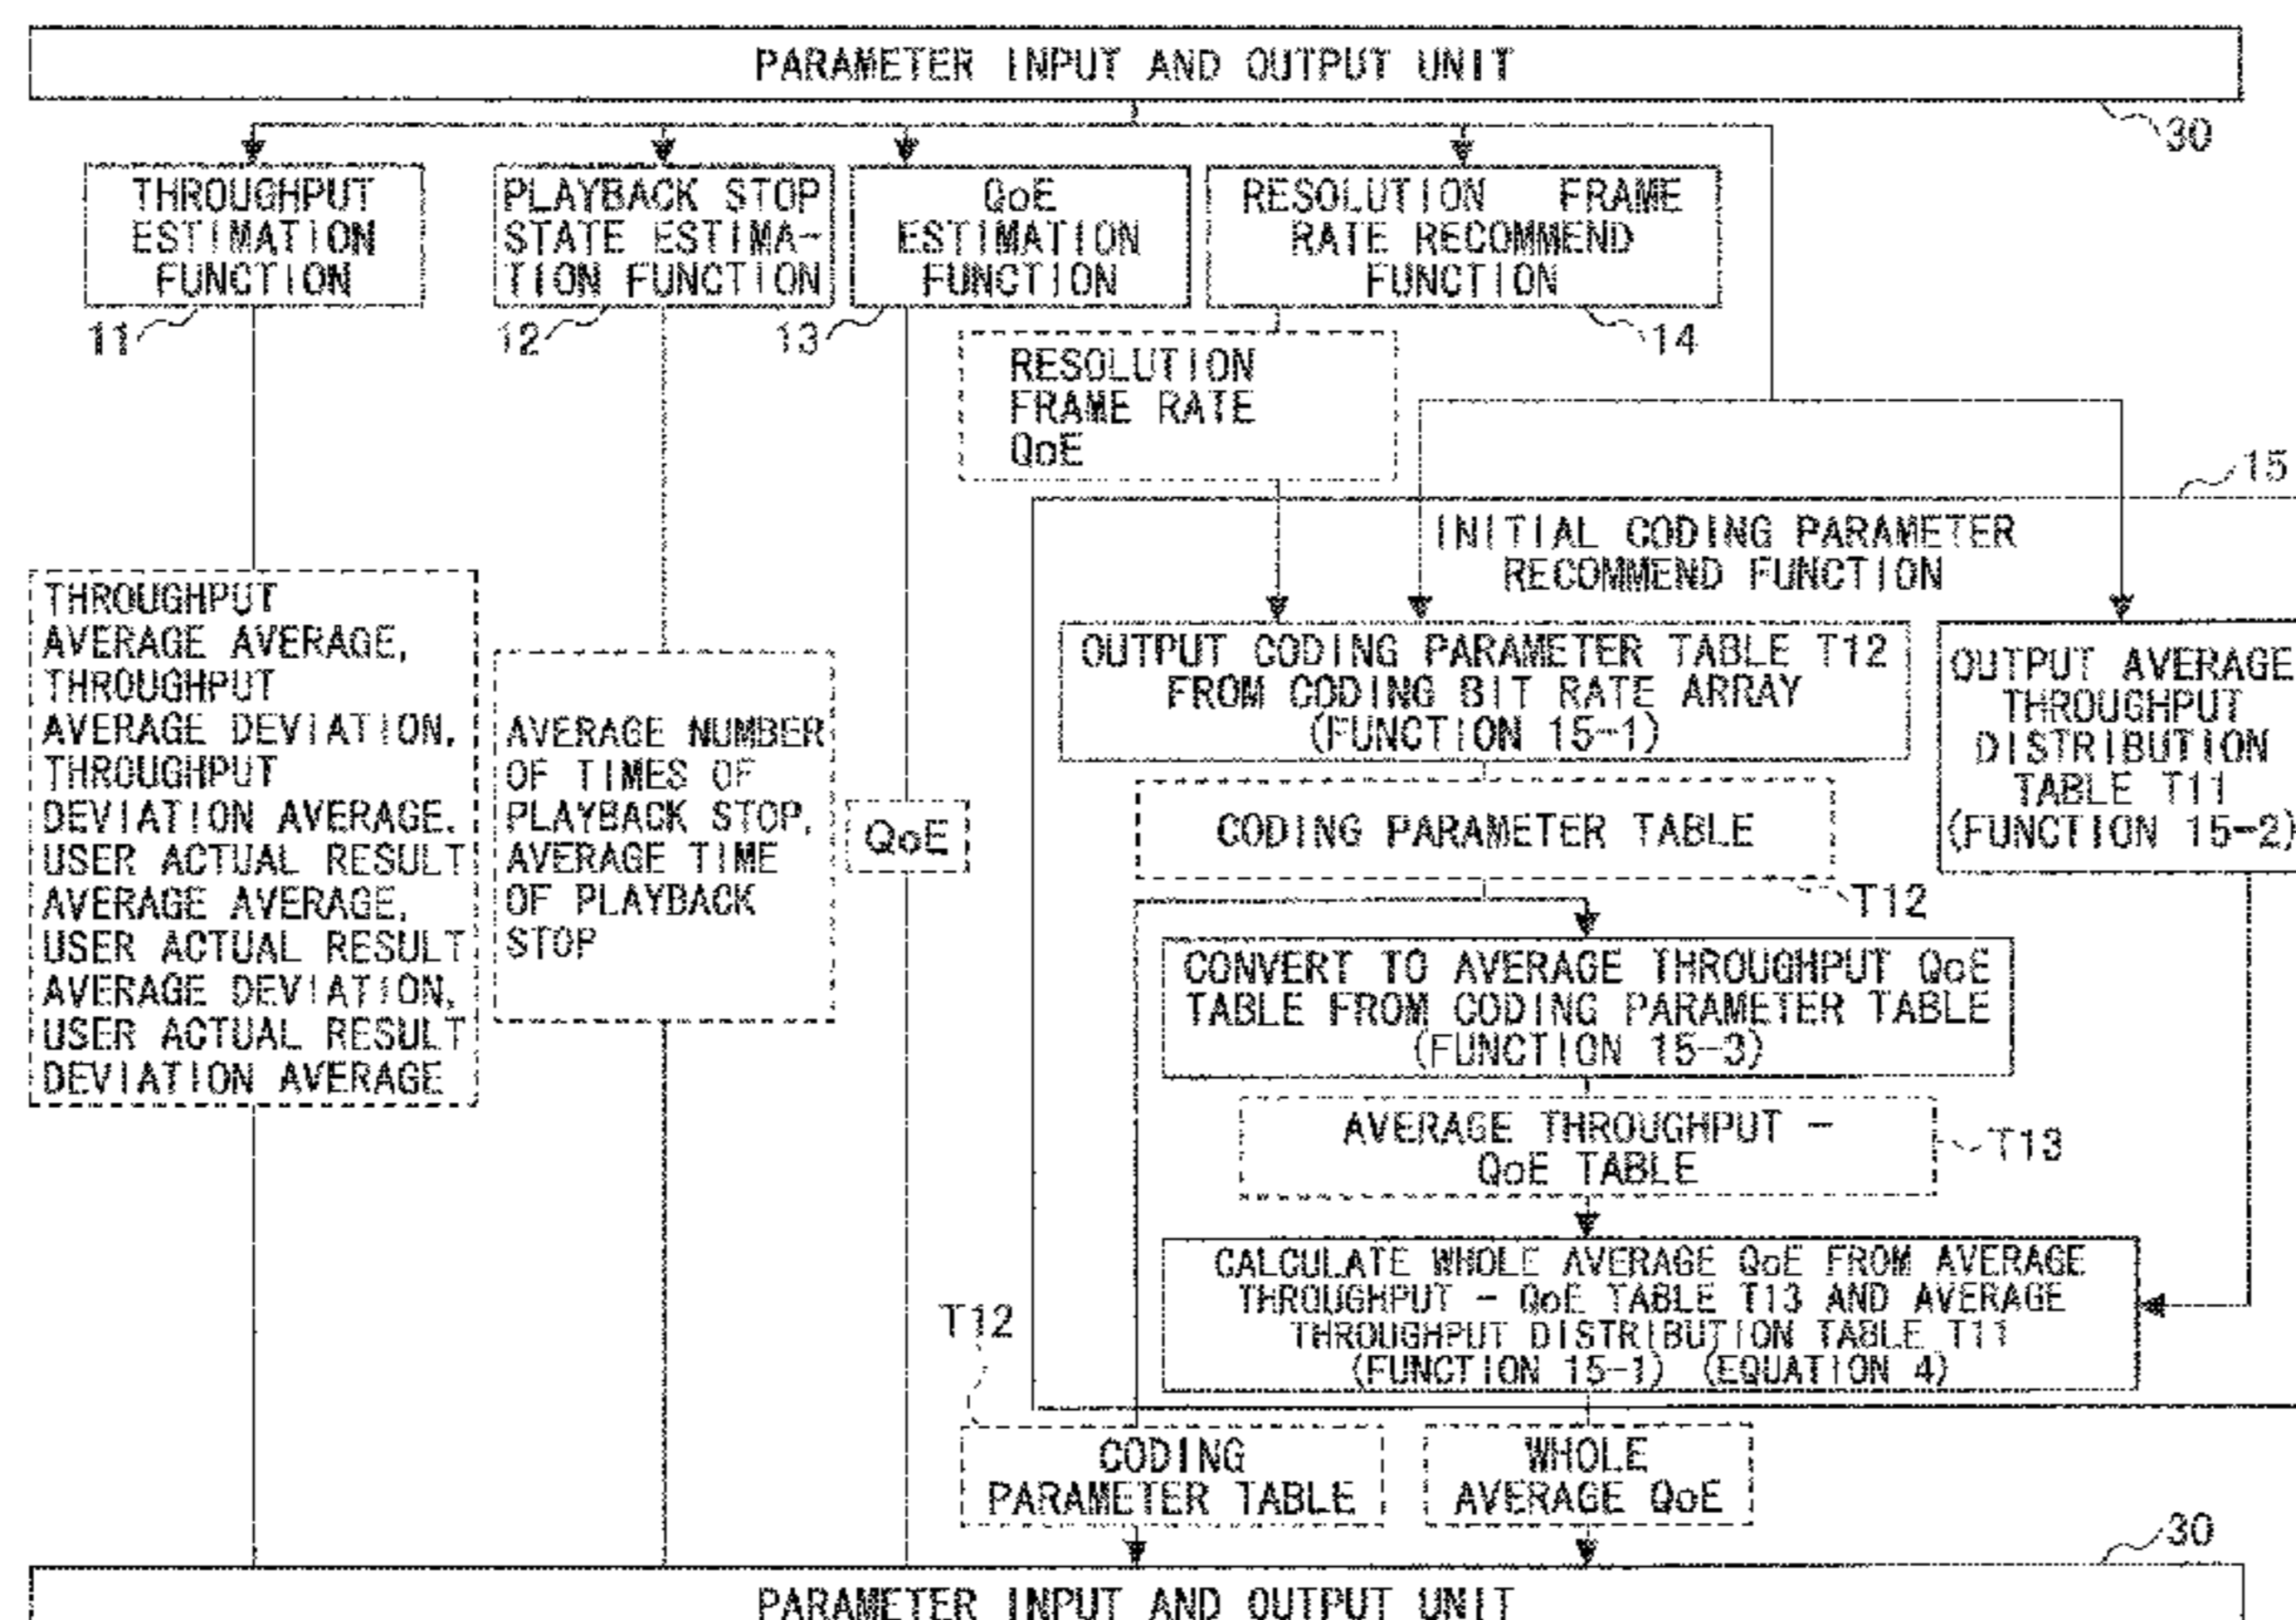 PARAMETER INPUT AND OUTPUT UNIT
30
THROUGHPUT
ESTIMATION
FUNCTION
11
PLAYBACK STOP
STATE ESTIMA-
TION FUNCTION
12
QoE
ESTIMATION
FUNCTION
13
RESOLUTION FRAME
RATE RECOMMEND
FUNCTION
14
RESOLUTION
FRAME RATE
QoE
15
INITIAL CODING PARAMETER
RECOMMEND FUNCTION
THROUGHPUT
AVERAGE AVERAGE,
THROUGHPUT
AVERAGE DEVIATION,
THROUGHPUT
DEVIATION AVERAGE,
USER ACTUAL RESULT
AVERAGE AVERAGE,
USER ACTUAL RESULT
AVERAGE DEVIATION,
USER ACTUAL RESULT
DEVIATION AVERAGE
AVERAGE NUMBER
OF TIMES OF
PLAYBACK STOP,
AVERAGE TIME
OF PLAYBACK
STOP
QoE
OUTPUT CODING PARAMETER TABLE T12
FROM CODING BIT RATE ARRAY
(FUNCTION 15-1)
OUTPUT AVERAGE
THROUGHPUT
DISTRIBUTION
TABLE T11
(FUNCTION 15-2)
CODING PARAMETER TABLE
T12
CONVERT TO AVERAGE THROUGHPUT QoE
TABLE FROM CODING PARAMETER TABLE
(FUNCTION 15-3)
AVERAGE THROUGHPUT -
QoE TABLE
T13
CALCULATE WHOLE AVERAGE QoE FROM AVERAGE
THROUGHPUT - QoE TABLE T13 AND AVERAGE
THROUGHPUT DISTRIBUTION TABLE T11
(FUNCTION 15-1) (EQUATION 4)
T12
CODING
PARAMETER TABLE
WHOLE
AVERAGE QoE
30
PARAMETER INPUT AND OUTPUT UNIT